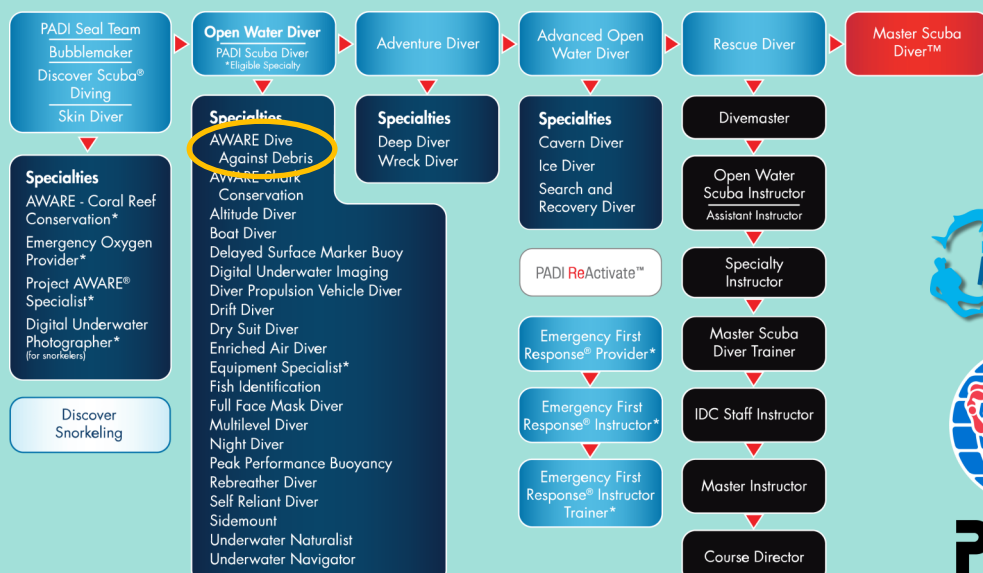 PADI Seal Team
Bubblemaker
Discover Scuba®
Diving
Skin Diver
Specialties
AWARE - Coral Reef
Conservation*
Emergency Oxygen
Provider*
Project AWARE®
Specialist*
Digital Underwater
Photographer*
(for snorkelers)
Discover
Snorkeling
Open Water Diver
PADI Scuba Diver
*Eligible Specialty
Specialties
AWARE Dive
Against Debris
AWARE Shark
Conservation
Altitude Diver
Boat Diver
Delayed Surface Marker Buoy
Digital Underwater Imaging
Diver Propulsion Vehicle Diver
Drift Diver
Dry Suit Diver
Enriched Air Diver
Equipment Specialist*
Fish Identification
Full Face Mask Diver
Multilevel Diver
Night Diver
Peak Performance Buoyancy
Rebreather Diver
Self Reliant Diver
Sidemount
Underwater Naturalist
Underwater Navigator
Adventure Diver
Specialties
Deep Diver
Wreck Diver
Advanced Open
Water Diver
Specialties
Cavern Diver
Ice Diver
Search and
Recovery Diver
PADI ReActivate™
Emergency First
Response® Provider*
Emergency First
Response® Instructor*
Emergency First
Response® Instructor
Trainer*
Rescue Diver
Divemaster
Open Water
Scuba Instructor
Assistant Instructor
Specialty
Instructor
Master Scuba
Diver Trainer
IDC Staff Instructor
Master Instructor
Course Director
Master Scuba
Diver™